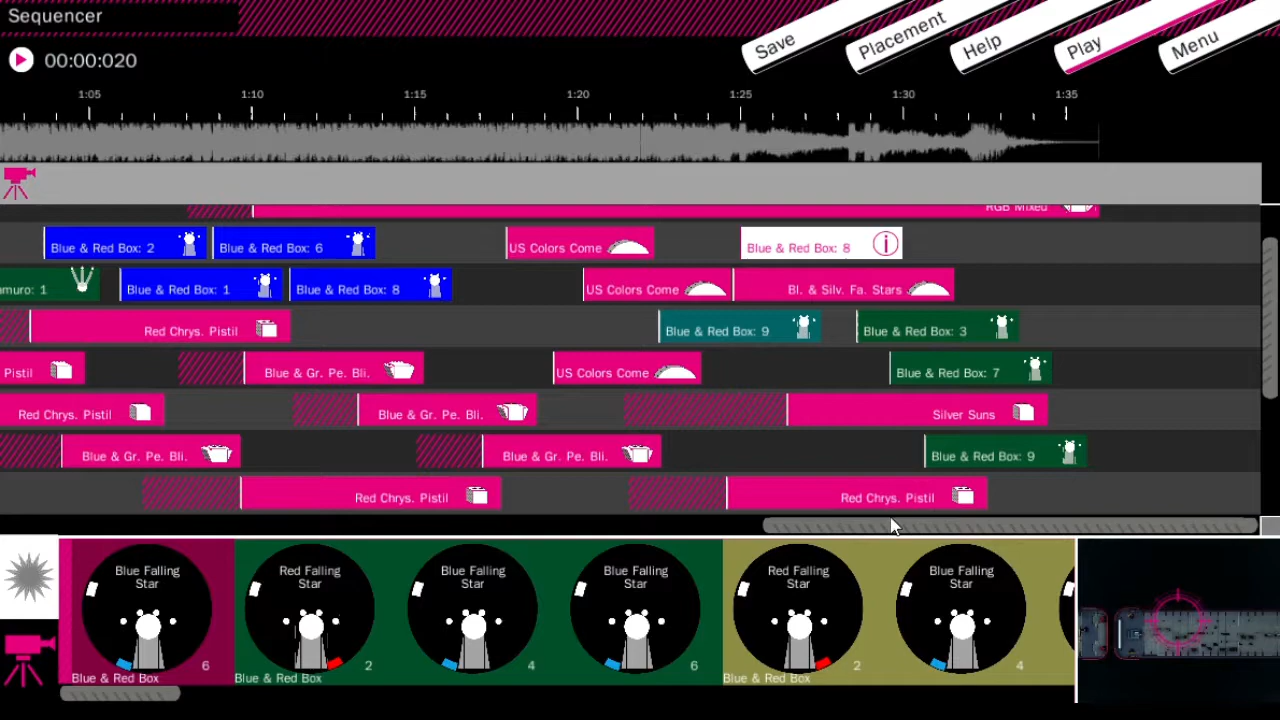 Sequencer
Save
Placement
Help
Play
Menu
00:00:020
1:05
1:10
1:15
1:20
1:25
1:30
1:35
RGB Mixed
Blue & Red Box: 2
Blue & Red Box: 6
US Colors Come
Blue & Red Box: 8
nmuro: 1
Blue & Red Box: 1
Blue & Red Box: 8
US Colors Come
Bl. & Silv. Fa. Stars
Red Chrys. Pistil
Blue & Red Box: 9
Blue & Red Box: 3
Pistil
Blue & Gr. Pe. Bli.
US Colors Come
Blue & Red Box: 7
Red Chrys. Pistil
Blue & Gr. Pe. Bli.
Silver Suns
Blue & Gr. Pe. Bli.
Blue & Gr. Pe. Bli.
Blue & Red Box: 9
Red Chrys. Pistil
Red Chrys. Pistil
Blue Falling
Star
6
Blue & Red Box
Red Falling
Star
2
Blue & Red Box
Blue Falling
Star
4
Blue Falling
Star
6
Red Falling
Star
2
Blue & Red Box
Blue Falling
Star
4